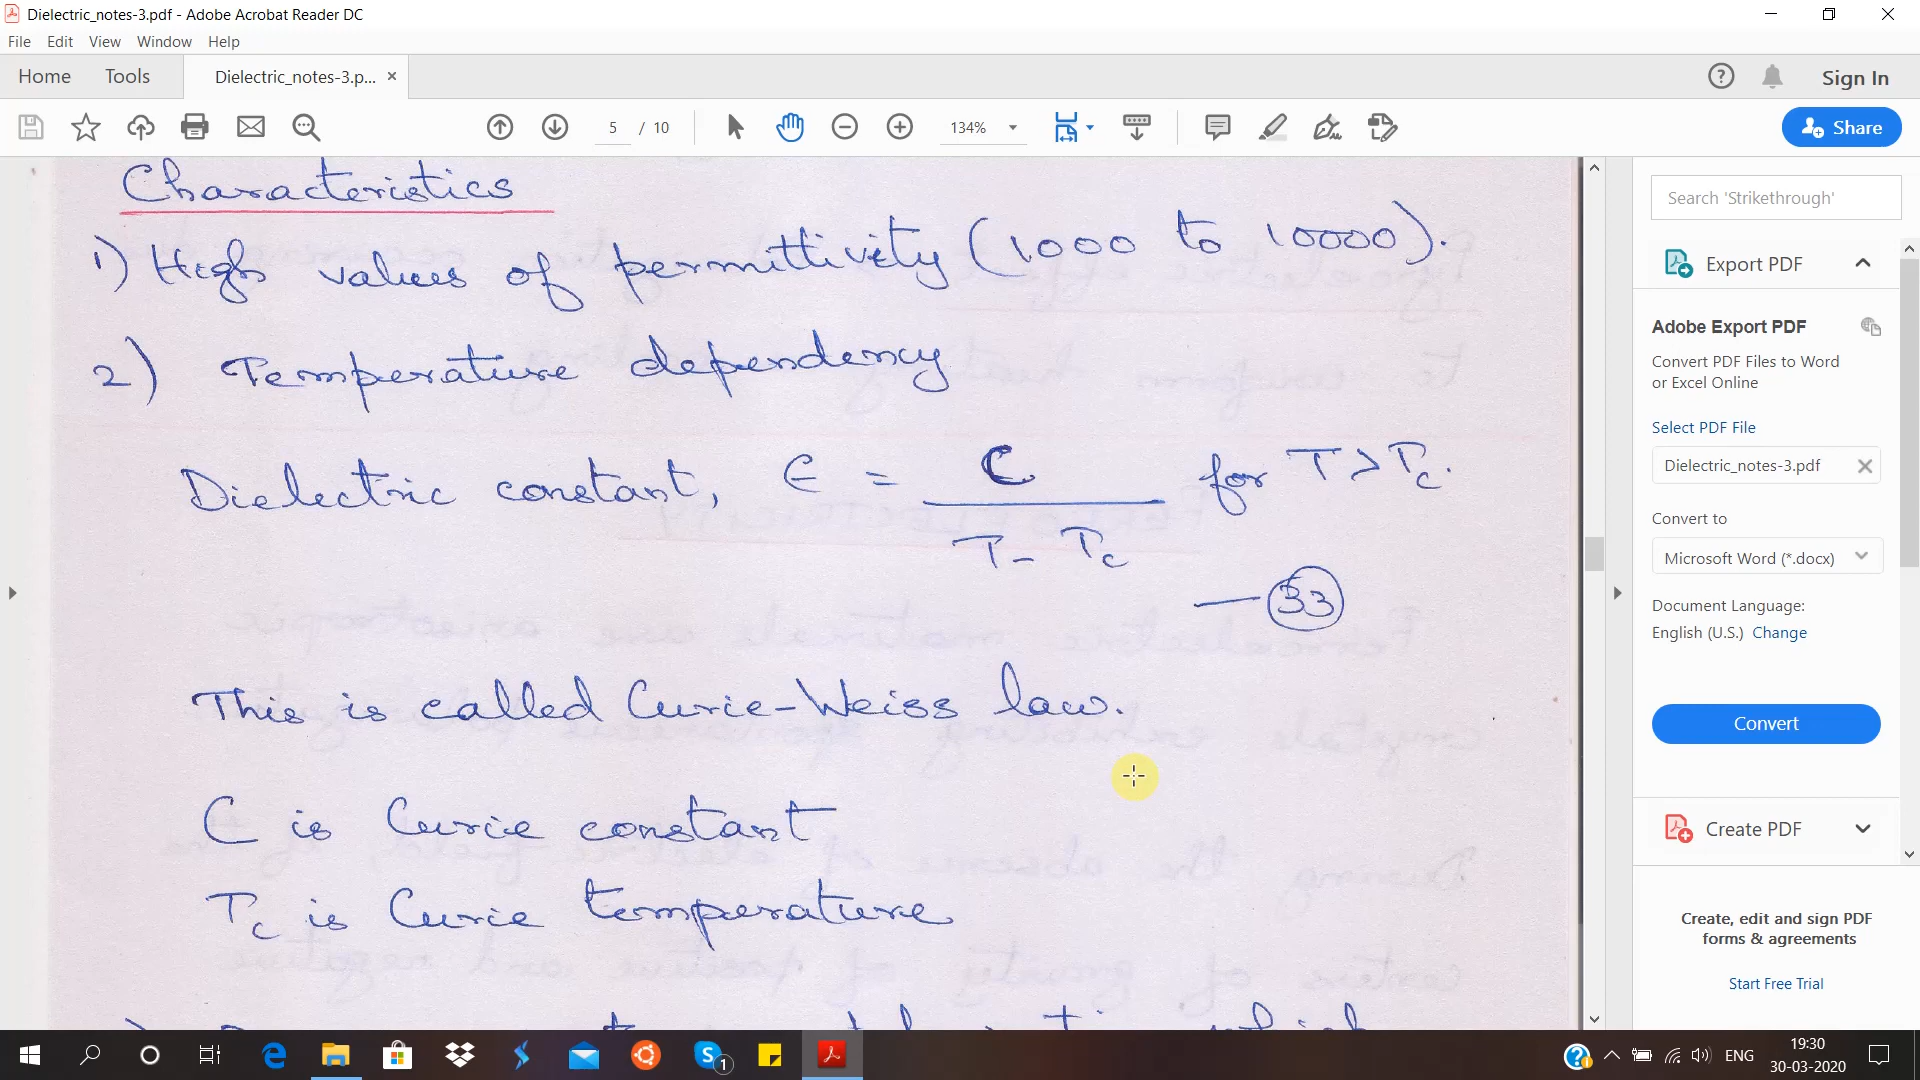 Dielectric_notes-3.pdf - Adobe Acrobat Reader DC
File Edit View Window Help
Home Tools Dielectric_notes-3.p... × Sign In
5 / 10 134% Share
Characteristics
1) High values of permittivity (1000 to 10000).
2) Temperature dependency
Dielectric constant, ϵ = C / T - Tc for T > Tc.
— 33
This is called Curie-Weiss law.
C is Curie constant
Tc is Curie temperature
Search 'Strikethrough'
Export PDF
Adobe Export PDF
Convert PDF Files to Word
or Excel Online
Select PDF File
Dielectric_notes-3.pdf
Convert to
Microsoft Word (*.docx)
Document Language:
English (U.S.) Change
Convert
Create PDF
Create, edit and sign PDF
forms & agreements
Start Free Trial
1
ENG
19:30
30-03-2020